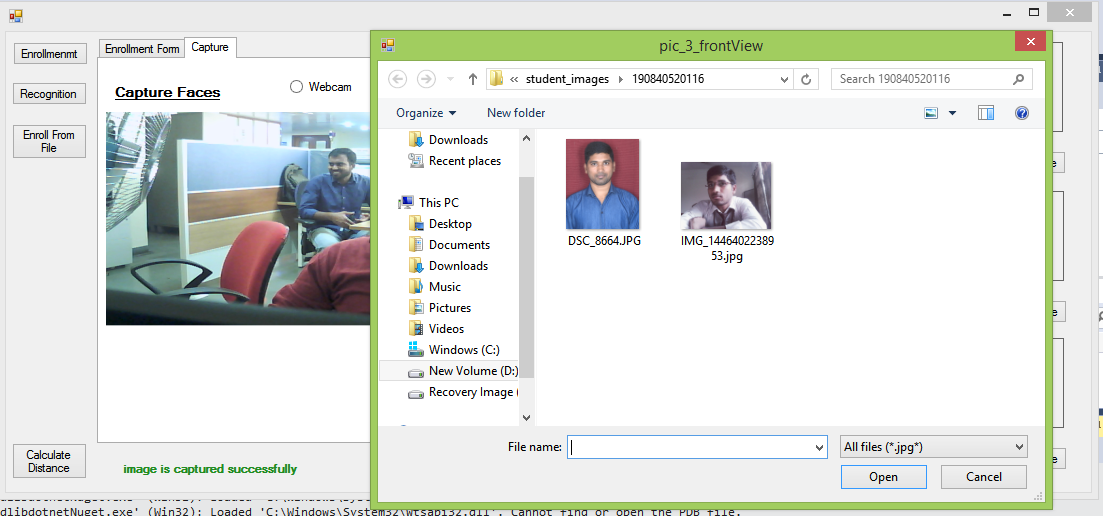 Enrollmenmt
Recognition
Enroll From
File
Calculate
Distance
Enrollment Form
Capture
Capture Faces
Webcam
image is captured successfully
pic_3_frontView
« student_images
190840520116
Search 190840520116
Organize
New folder
Downloads
Recent places
This PC
Desktop
Documents
Downloads
Music
Pictures
Videos
Windows (C:)
New Volume (D:)
Recovery Image (
DSC_8664.JPG
IMG_14464022389
53.jpg
File name:
All files (*.jpg*)
Open
Cancel
dlibdotnetNuget.exe' (Win32): Loaded 'C:\Windows\System32\wtsapi32.dll'. Cannot find or open the PDB file.